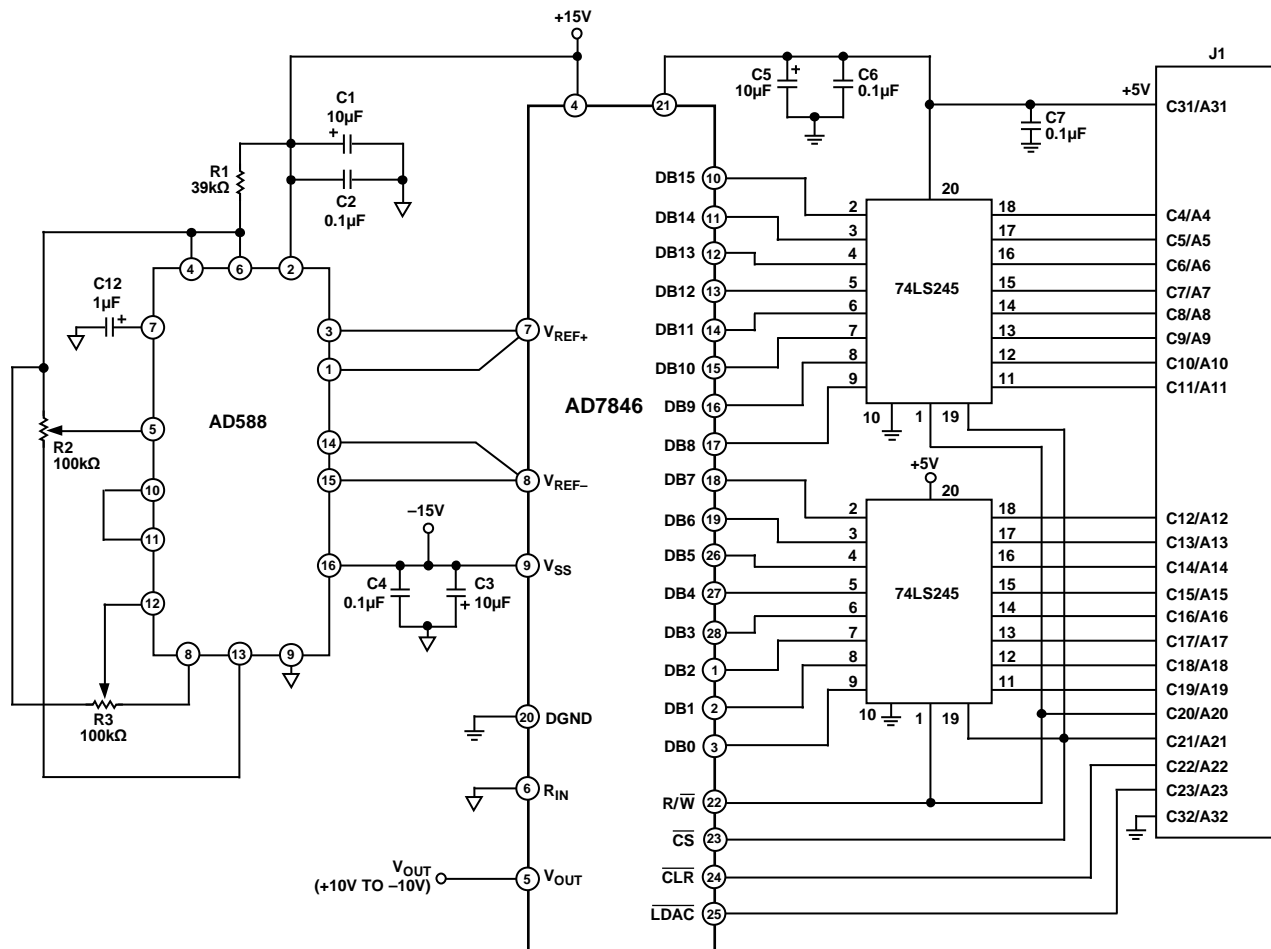 +15V
J1
C5
10µF
+
C6
0.1µF
+5V
C31/A31
C7
0.1µF
4
21
C1
10µF
+
R1
39kΩ
C2
0.1µF
DB15
10
DB14
11
DB13
12
DB12
13
DB11
14
DB10
15
DB9
16
DB8
17
20
2
3
4
5
6
7
8
9
74LS245
18
17
16
15
14
13
12
11
10
1
19
C4/A4
C5/A5
C6/A6
C7/A7
C8/A8
C9/A9
C10/A10
C11/A11
4
6
2
C12
1µF
+
7
3
1
AD588
5
14
15
10
11
16
12
8
13
9
R2
100kΩ
R3
100kΩ
7
VREF+
AD7846
8
VREF–
–15V
9
VSS
C4
0.1µF
C3
10µF
+
20
DGND
6
RIN
VOUT
(+10V TO –10V)
5
VOUT
+5V
DB7
18
DB6
19
DB5
26
DB4
27
DB3
28
DB2
1
DB1
2
DB0
3
20
2
3
4
5
6
7
8
9
74LS245
18
17
16
15
14
13
12
11
10
1
19
C12/A12
C13/A13
C14/A14
C15/A15
C16/A16
C17/A17
C18/A18
C19/A19
C20/A20
C21/A21
C22/A22
C23/A23
C32/A32
R/W̅
22
C̅S̅
23
C̅L̅R̅
24
L̅D̅A̅C̅
25